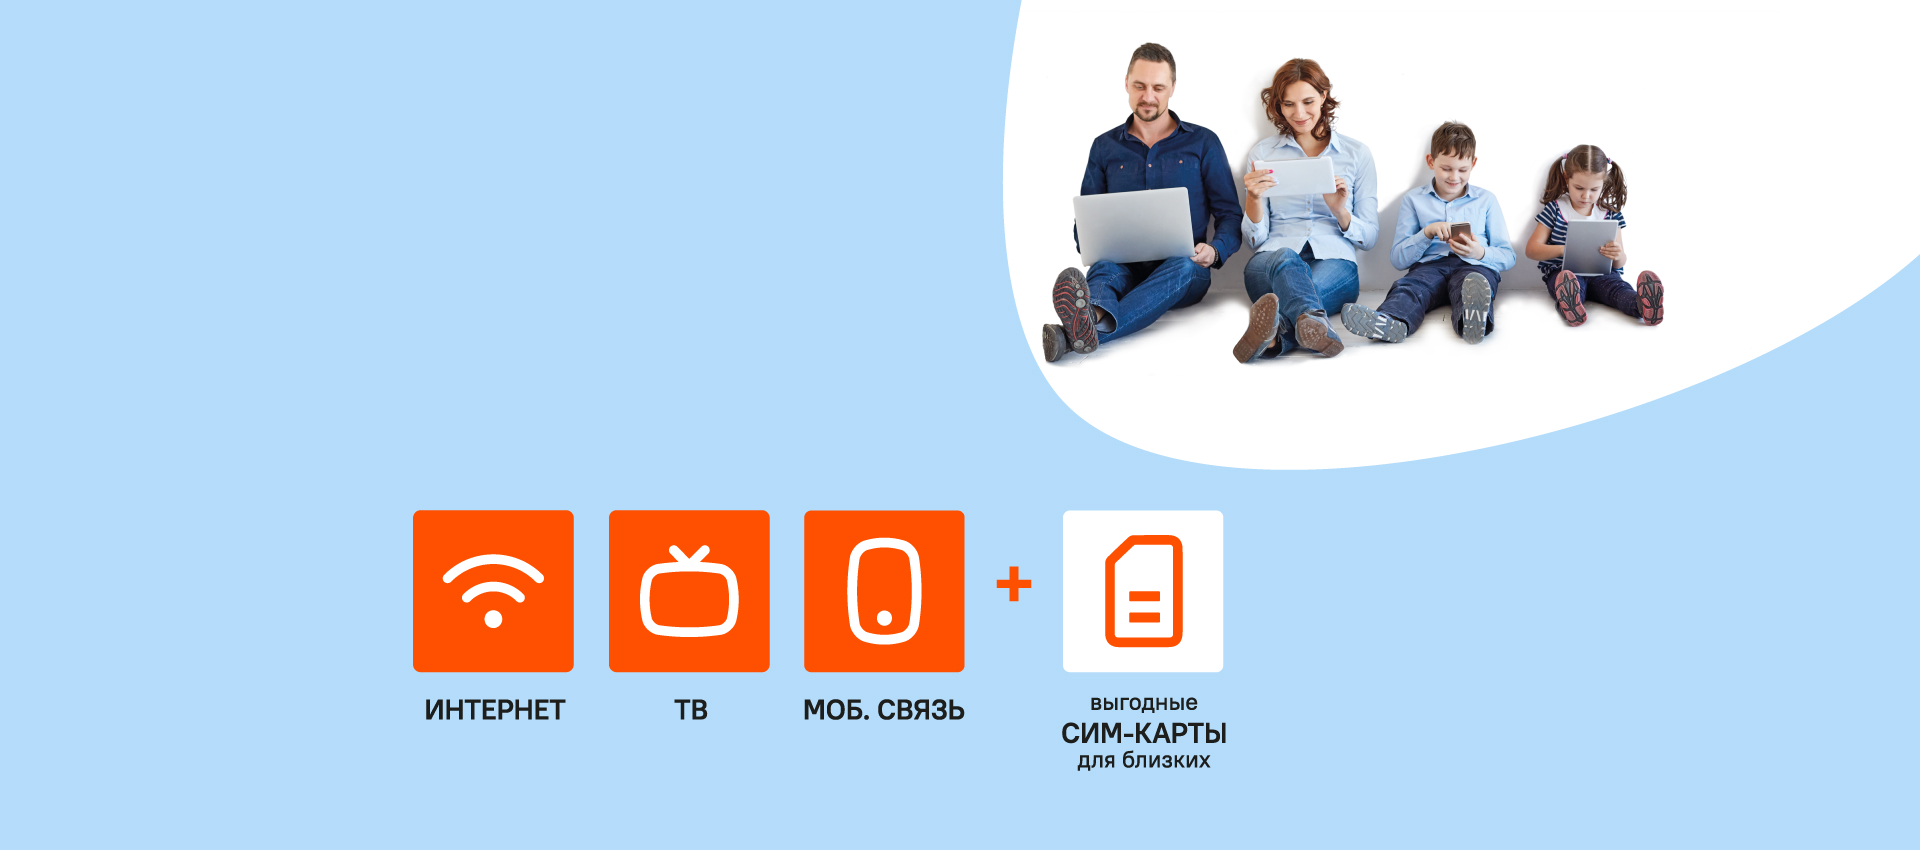 ИНТЕРНЕТ
ТВ
МОБ. СВЯЗЬ
+
выгодные
СИМ-КАРТЫ
для близких